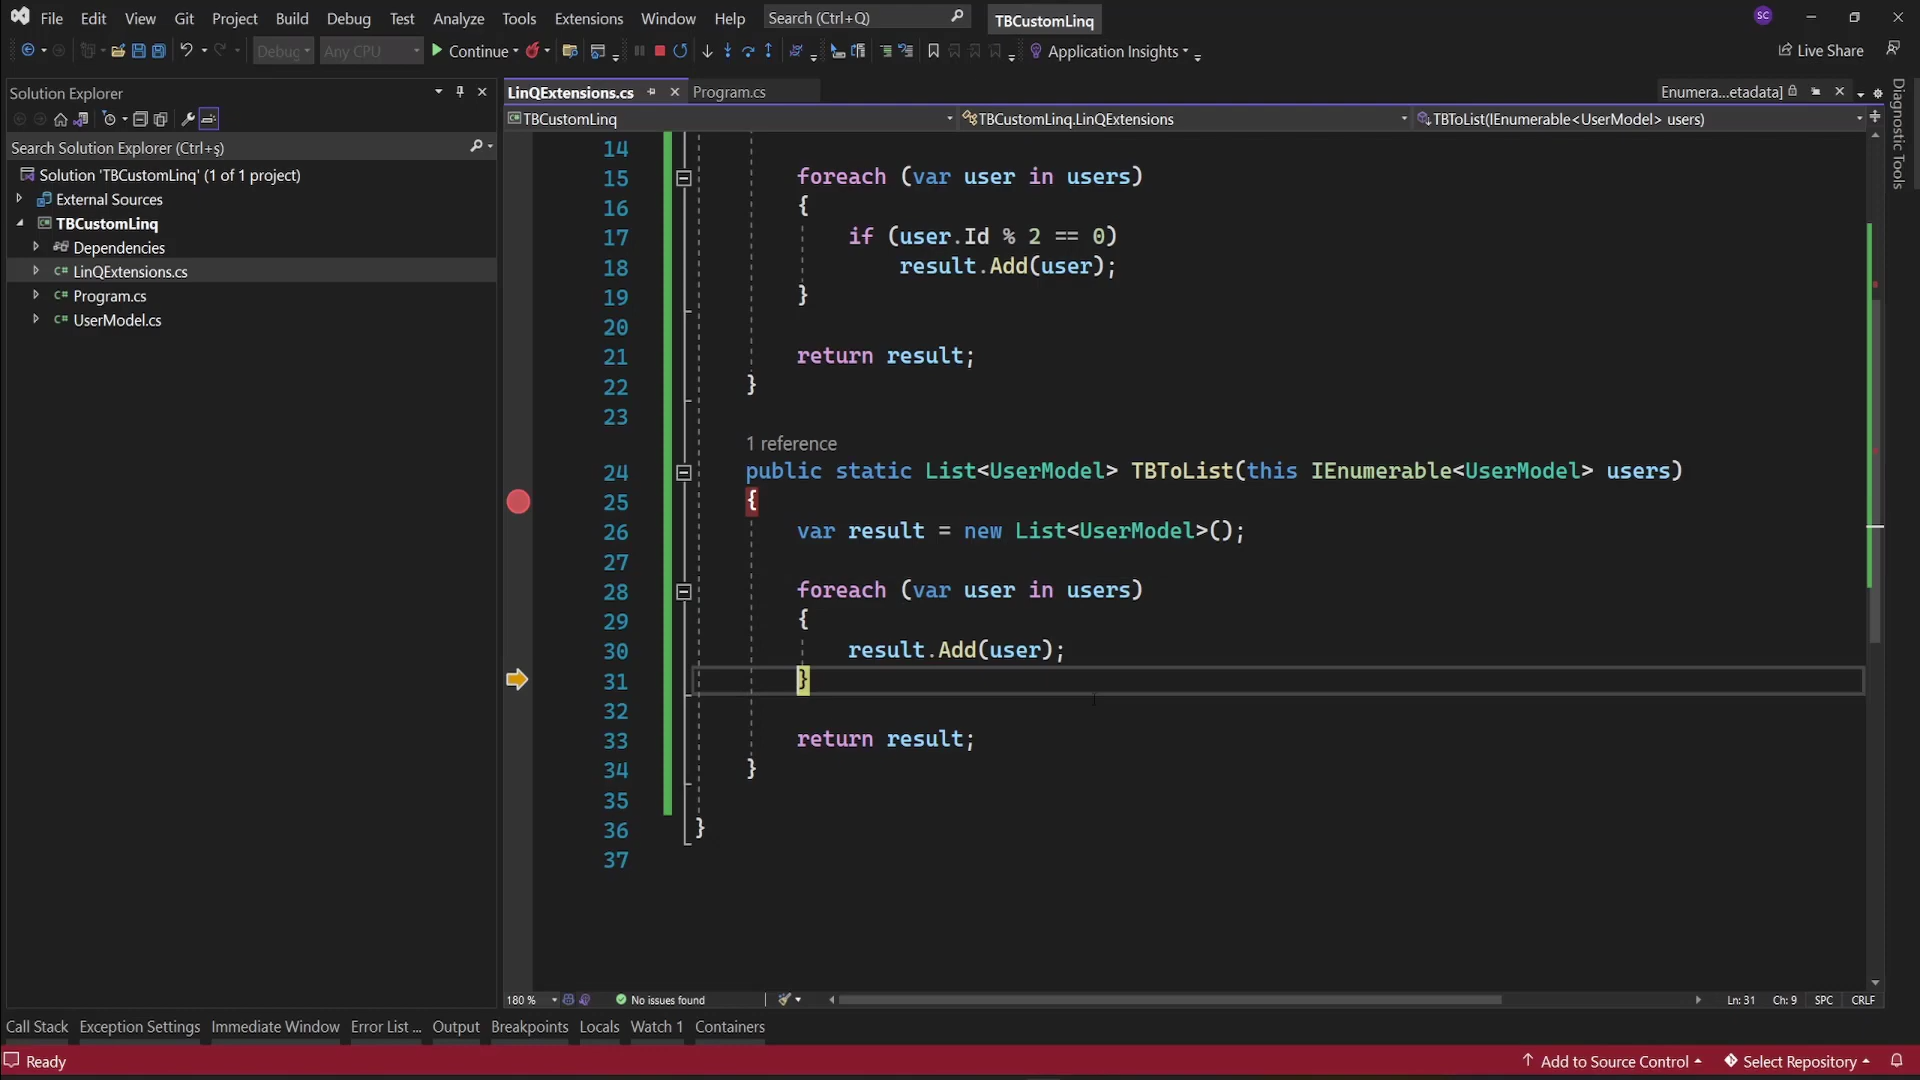 File Edit View Git Project Build Debug Test Analyze Tools Extensions Window Help Search (Ctrl+Q) TBCustomLinq SC
Debug Any CPU Continue Application Insights Live Share
Solution Explorer
LinQExtensions.cs Program.cs Enumera...etadata]
TBCustomLinq TBCustomLinq.LinQExtensions TBToList(IEnumerable<UserModel> users)
Search Solution Explorer (Ctrl+ş)
Solution 'TBCustomLinq' (1 of 1 project)
External Sources
TBCustomLinq
Dependencies
LinQExtensions.cs
Program.cs
UserModel.cs
14
15 foreach (var user in users)
16 {
17 if (user.Id % 2 == 0)
18 result.Add(user);
19 }
20
21 return result;
22 }
23
1 reference
24 public static List<UserModel> TBToList(this IEnumerable<UserModel> users)
25 {
26 var result = new List<UserModel>();
27
28 foreach (var user in users)
29 {
30 result.Add(user);
31 }
32
33 return result;
34 }
35
36 }
37
Diagnostic Tools
180 % No issues found Ln: 31 Ch: 9 SPC CRLF
Call Stack Exception Settings Immediate Window Error List ... Output Breakpoints Locals Watch 1 Containers
Ready Add to Source Control Select Repository